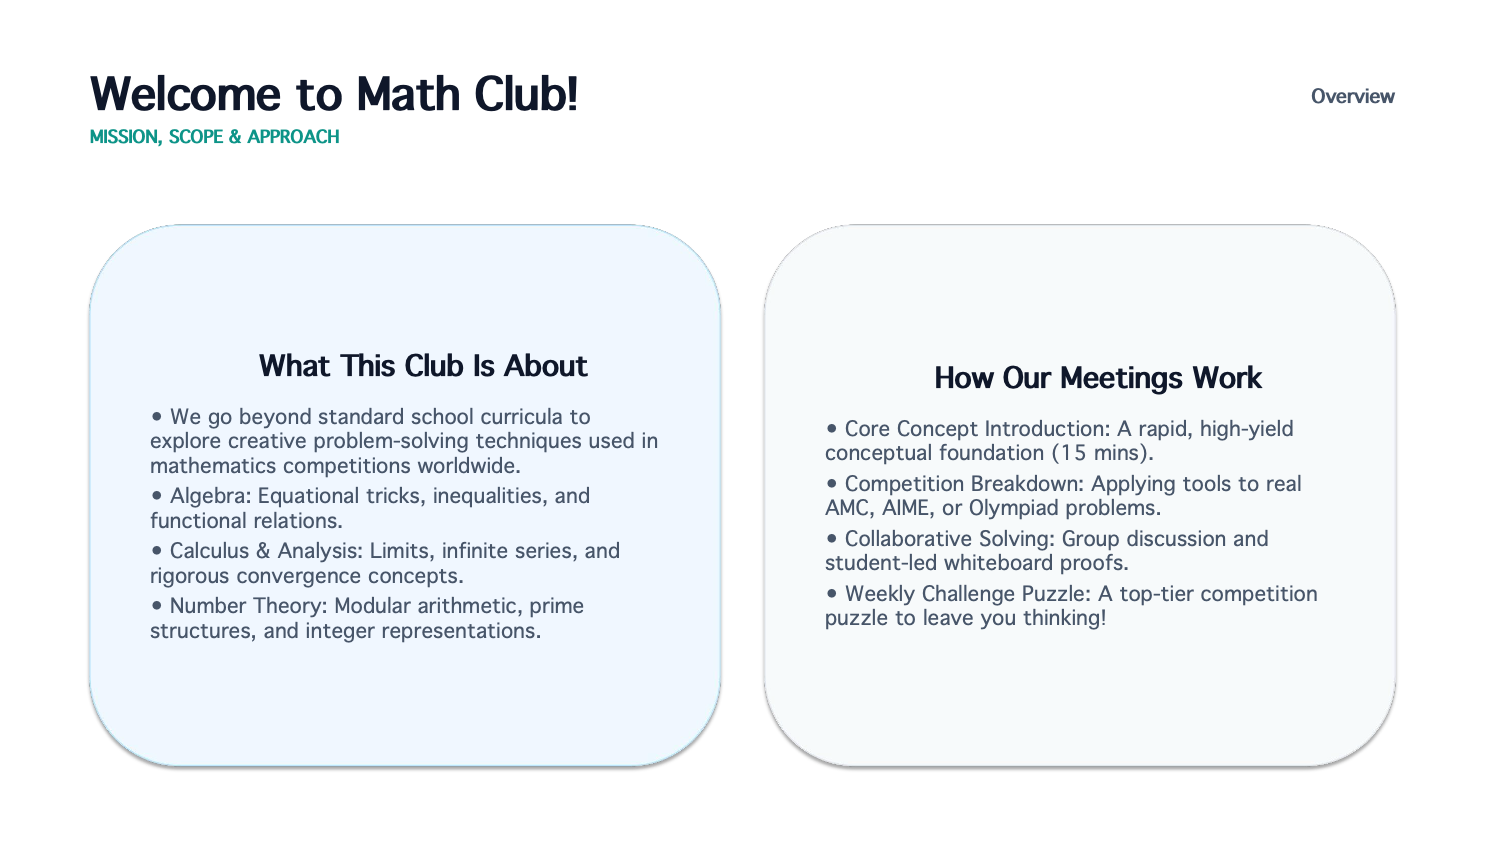 Welcome to Math Club!
Overview
MISSION, SCOPE & APPROACH
What This Club Is About
• We go beyond standard school curricula to
explore creative problem-solving techniques used in
mathematics competitions worldwide.
• Algebra: Equational tricks, inequalities, and
functional relations.
• Calculus & Analysis: Limits, infinite series, and
rigorous convergence concepts.
• Number Theory: Modular arithmetic, prime
structures, and integer representations.
How Our Meetings Work
• Core Concept Introduction: A rapid, high-yield
conceptual foundation (15 mins).
• Competition Breakdown: Applying tools to real
AMC, AIME, or Olympiad problems.
• Collaborative Solving: Group discussion and
student-led whiteboard proofs.
• Weekly Challenge Puzzle: A top-tier competition
puzzle to leave you thinking!